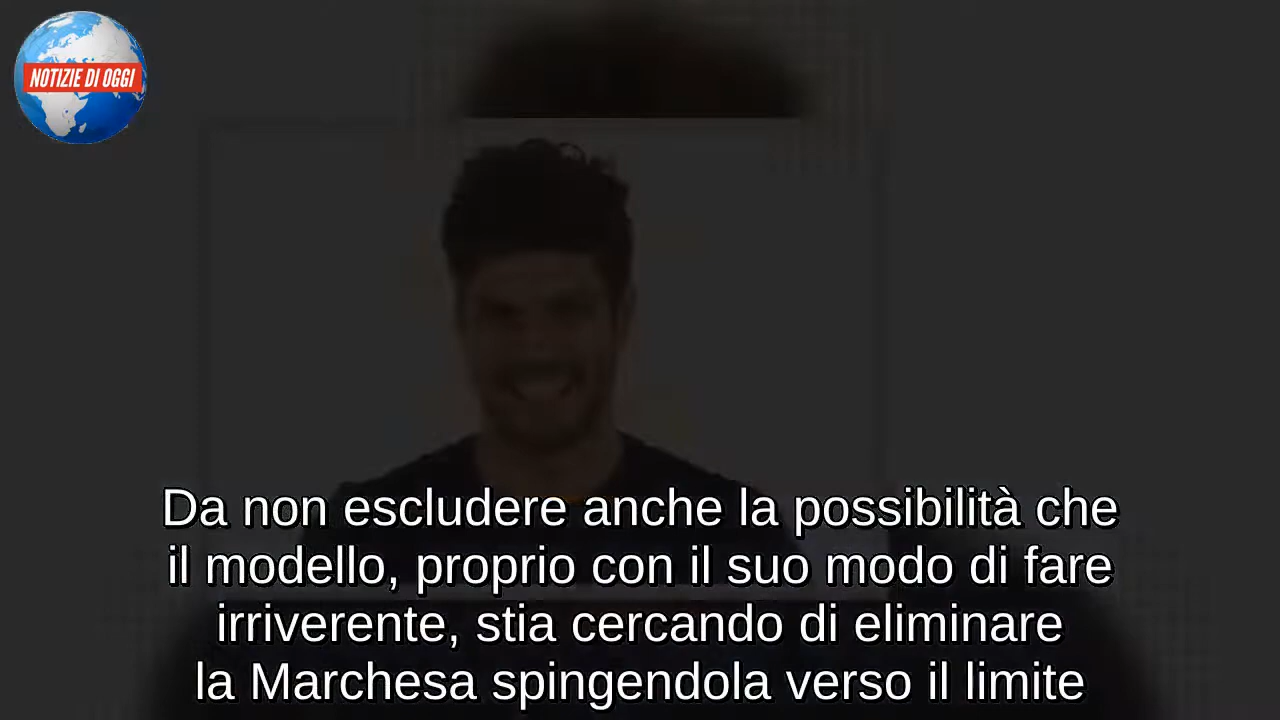 NOTIZIE DI OGGI
Da non escludere anche la possibilità che
il modello, proprio con il suo modo di fare
irriverente, stia cercando di eliminare
la Marchesa spingendola verso il limite